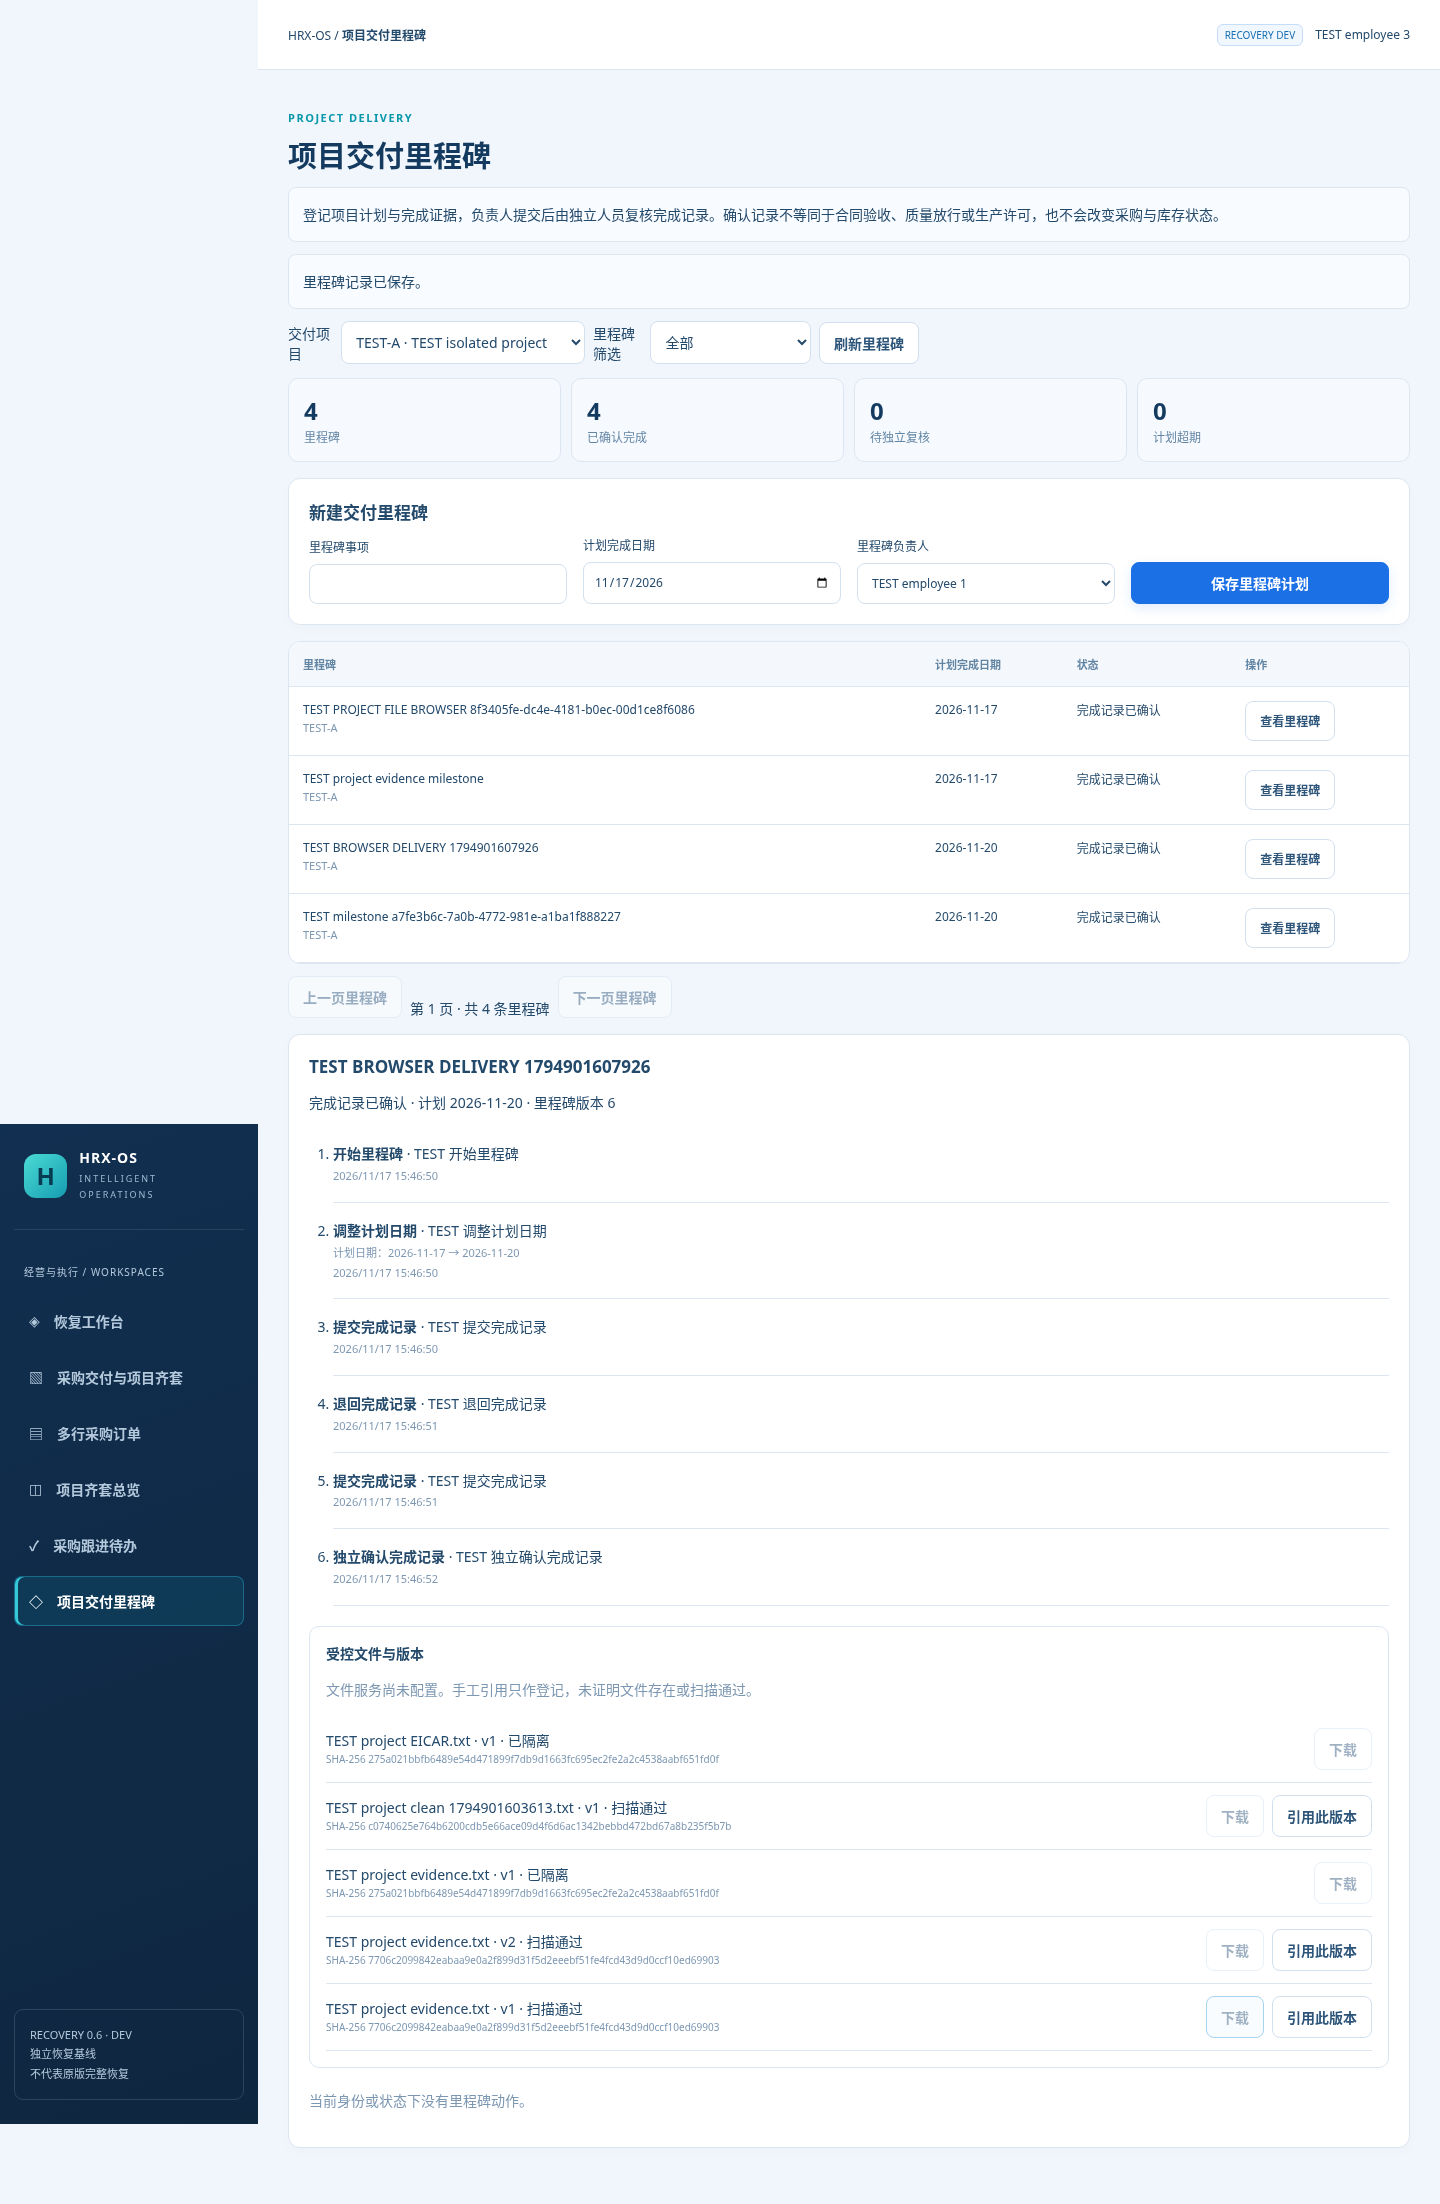 HRX-OS / 项目交付里程碑
RECOVERY DEV
TEST employee 3
PROJECT DELIVERY
项目交付里程碑
登记项目计划与完成证据，负责人提交后由独立人员复核完成记录。确认记录不等同于合同验收、质量放行或生产许可，也不会改变采购与库存状态。
里程碑记录已保存。
交付项目
TEST-A · TEST isolated project
里程碑筛选
全部
刷新里程碑
4
里程碑
4
已确认完成
0
待独立复核
0
计划超期
新建交付里程碑
里程碑事项
计划完成日期
11/17/2026
里程碑负责人
TEST employee 1
保存里程碑计划
里程碑 计划完成日期 状态 操作
TEST PROJECT FILE BROWSER 8f3405fe-dc4e-4181-b0ec-00d1ce8f6086 2026-11-17 完成记录已确认 查看里程碑
TEST-A
TEST project evidence milestone 2026-11-17 完成记录已确认 查看里程碑
TEST-A
TEST BROWSER DELIVERY 1794901607926 2026-11-20 完成记录已确认 查看里程碑
TEST-A
TEST milestone a7fe3b6c-7a0b-4772-981e-a1ba1f888227 2026-11-20 完成记录已确认 查看里程碑
TEST-A
上一页里程碑 第 1 页 · 共 4 条里程碑 下一页里程碑
TEST BROWSER DELIVERY 1794901607926
完成记录已确认 · 计划 2026-11-20 · 里程碑版本 6
1. 开始里程碑 · TEST 开始里程碑
2026/11/17 15:46:50
2. 调整计划日期 · TEST 调整计划日期
计划日期：2026-11-17 → 2026-11-20
2026/11/17 15:46:50
3. 提交完成记录 · TEST 提交完成记录
2026/11/17 15:46:50
4. 退回完成记录 · TEST 退回完成记录
2026/11/17 15:46:51
5. 提交完成记录 · TEST 提交完成记录
2026/11/17 15:46:51
6. 独立确认完成记录 · TEST 独立确认完成记录
2026/11/17 15:46:52
受控文件与版本
文件服务尚未配置。手工引用只作登记，未证明文件存在或扫描通过。
TEST project EICAR.txt · v1 · 已隔离
SHA-256 275a021bbfb6489e54d471899f7db9d1663fc695ec2fe2a2c4538aabf651fd0f
下载
TEST project clean 1794901603613.txt · v1 · 扫描通过
SHA-256 c0740625e764b6200cdb5e66ace09d4f6d6ac1342bebbd472bd67a8b235f5b7b
下载 引用此版本
TEST project evidence.txt · v1 · 已隔离
SHA-256 275a021bbfb6489e54d471899f7db9d1663fc695ec2fe2a2c4538aabf651fd0f
下载
TEST project evidence.txt · v2 · 扫描通过
SHA-256 7706c2099842eabaa9e0a2f899d31f5d2eeebf51fe4fcd43d9d0ccf10ed69903
下载 引用此版本
TEST project evidence.txt · v1 · 扫描通过
SHA-256 7706c2099842eabaa9e0a2f899d31f5d2eeebf51fe4fcd43d9d0ccf10ed69903
下载 引用此版本
当前身份或状态下没有里程碑动作。
H
HRX-OS
INTELLIGENT
OPERATIONS
经营与执行 / WORKSPACES
恢复工作台
采购交付与项目齐套
多行采购订单
项目齐套总览
采购跟进待办
项目交付里程碑
RECOVERY 0.6 · DEV
独立恢复基线
不代表原版完整恢复